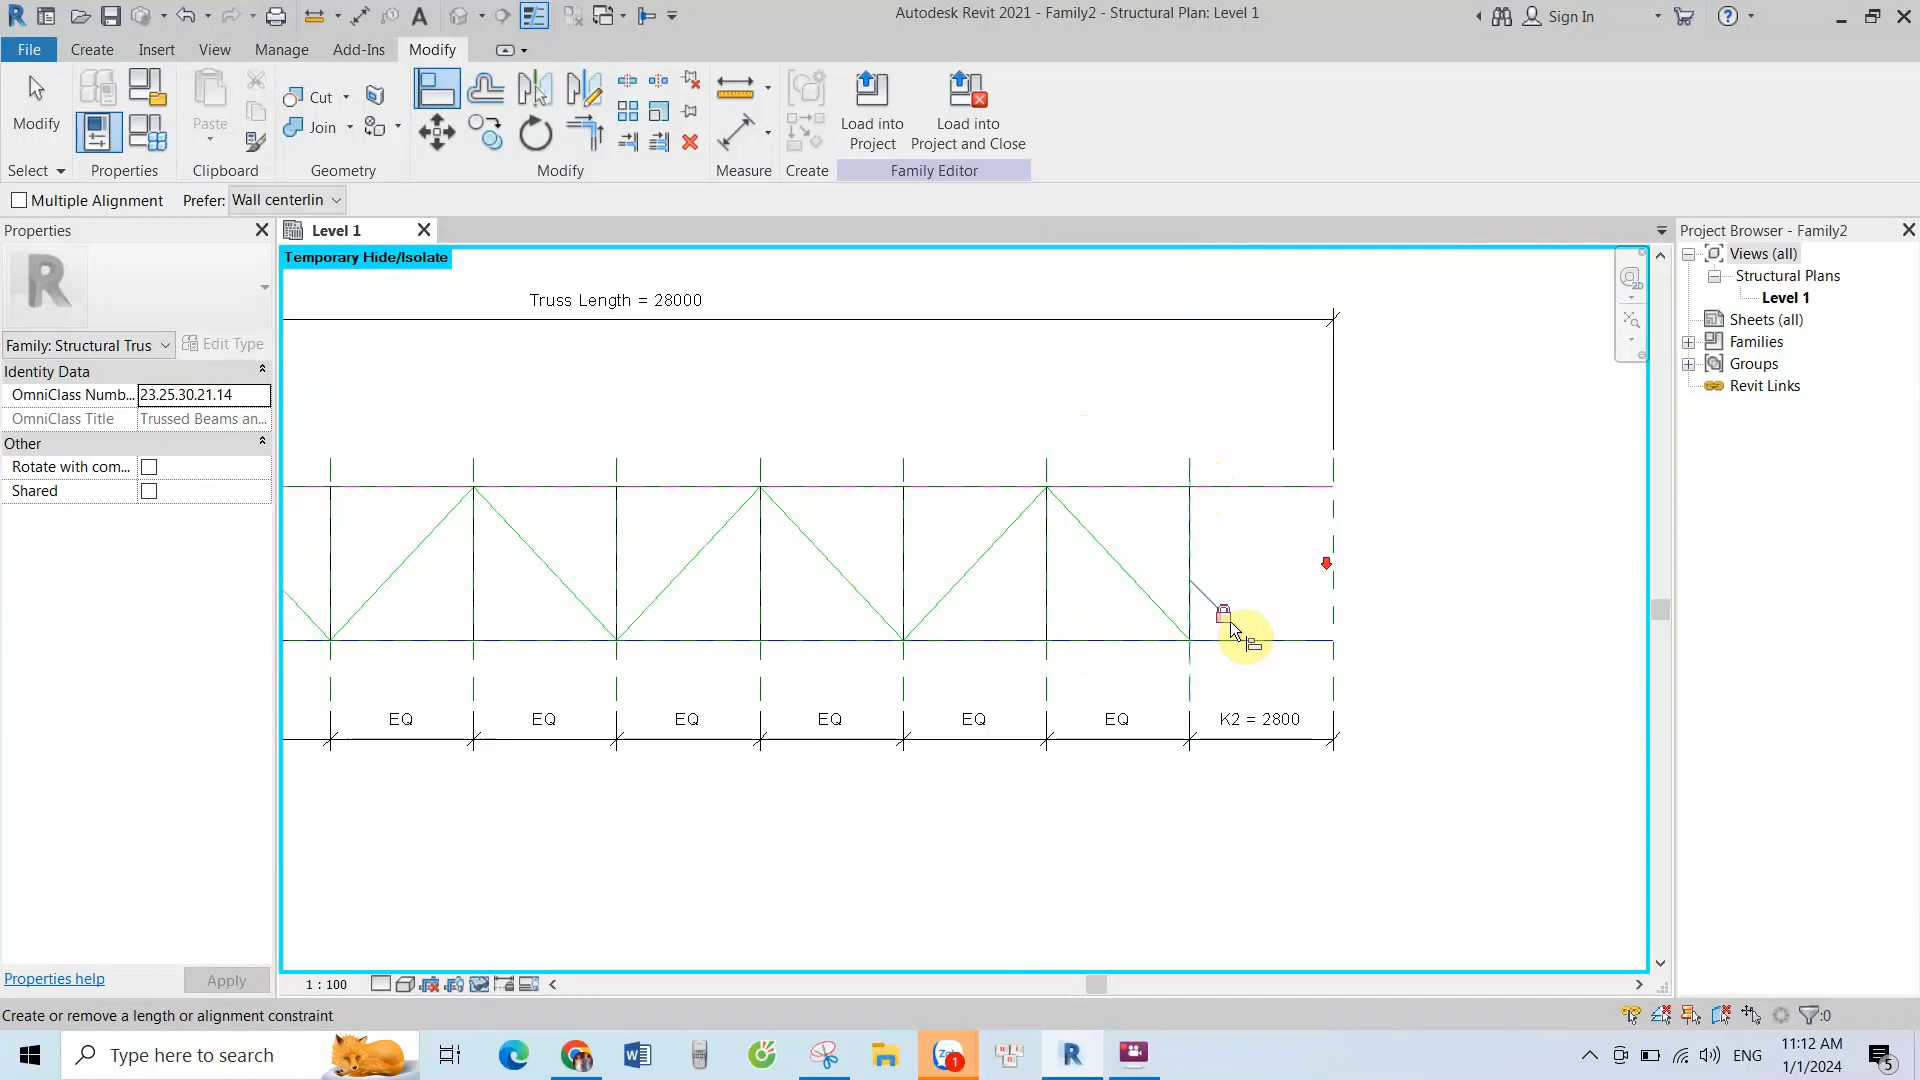 Autodesk Revit 2021 - Family2 - Structural Plan: Level 1
Sign In
File Create Insert View Manage Add-Ins Modify
Modify
Paste
Cut
Join
Load into Project
Load into Project and Close
Select Properties Clipboard Geometry Modify Measure Create Family Editor
Multiple Alignment Prefer: Wall centerlin
Properties
Level 1
Project Browser - Family2
Temporary Hide/Isolate
Views (all)
Structural Plans
Level 1
Sheets (all)
Families
Groups
Revit Links
Family: Structural Trus Edit Type
Identity Data
OmniClass Numb... 23.25.30.21.14
OmniClass Title Trussed Beams an...
Other
Rotate with com...
Shared
Truss Length = 28000
EQ EQ EQ EQ EQ EQ K2 = 2800
Properties help Apply
1 : 100
Create or remove a length or alignment constraint
:0
Type here to search
1
ENG
11:12 AM
1/1/2024
5